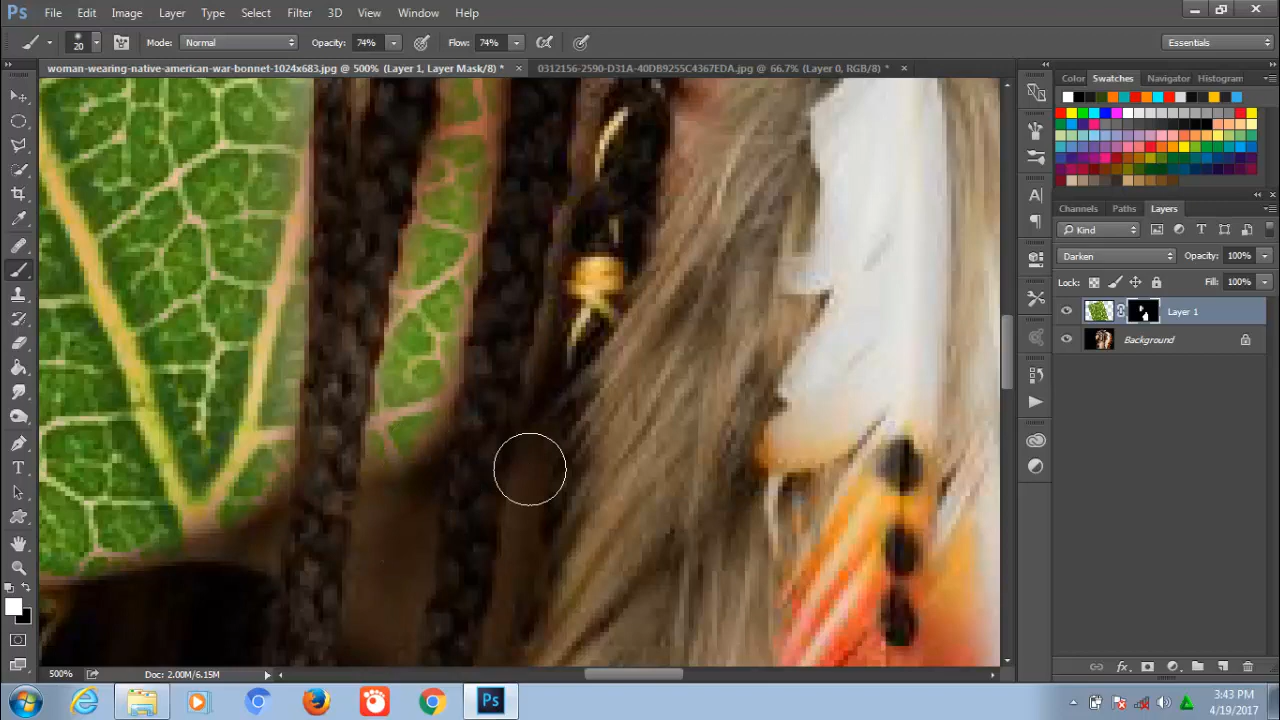 Ps File Edit Image Layer Type Select Filter 3D View Window Help
20 Mode: Normal Opacity: 74% Flow: 74% Essentials
woman-wearing-native-american-war-bonnet-1024x683.jpg @ 500% (Layer 1, Layer Mask/8) * × 0312156-2590-D31A-40DB9255C4367EDA.jpg @ 66.7% (Layer 0, RGB/8) * ×
Color Swatches Navigator Histogram
Channels Paths Layers
Kind
Darken Opacity: 100%
Lock: Fill: 100%
Layer 1
Background
500% Doc: 2.00M/6.15M
Ps
3:43 PM
4/19/2017